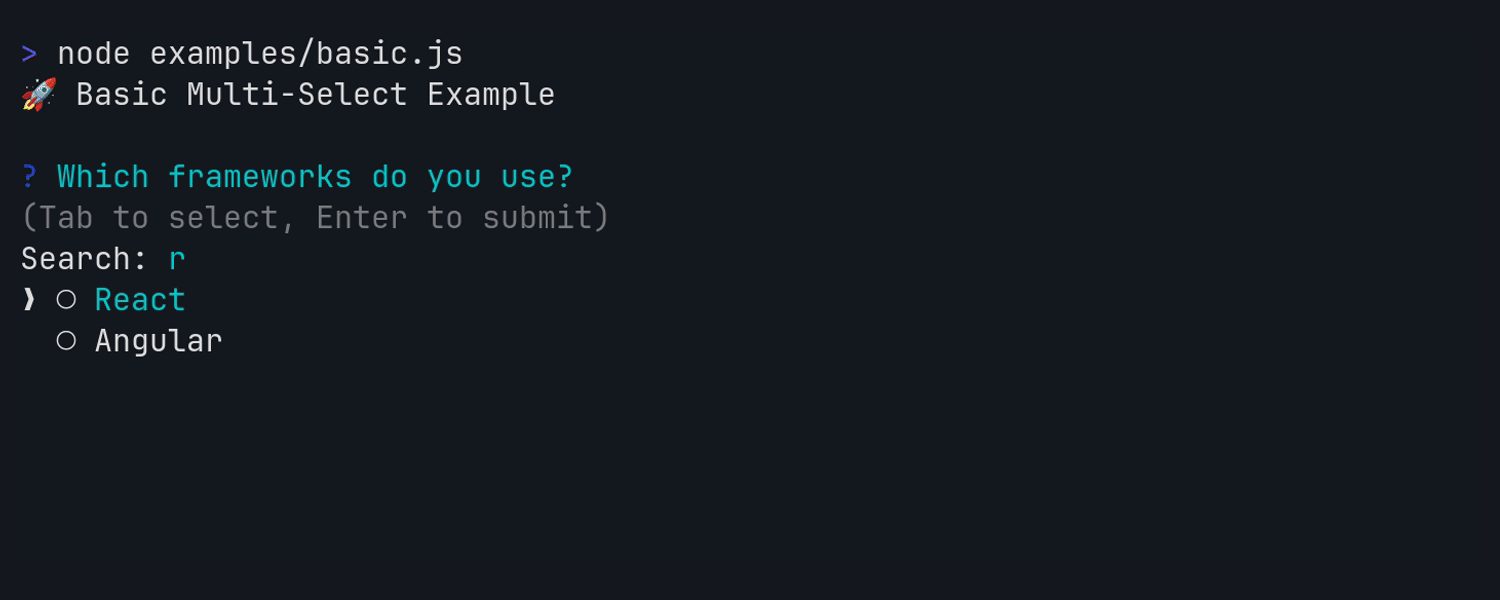 > node examples/basic.js
🚀 Basic Multi-Select Example
? Which frameworks do you use?
(Tab to select, Enter to submit)
Search: r
❯ ○ React
○ Angular